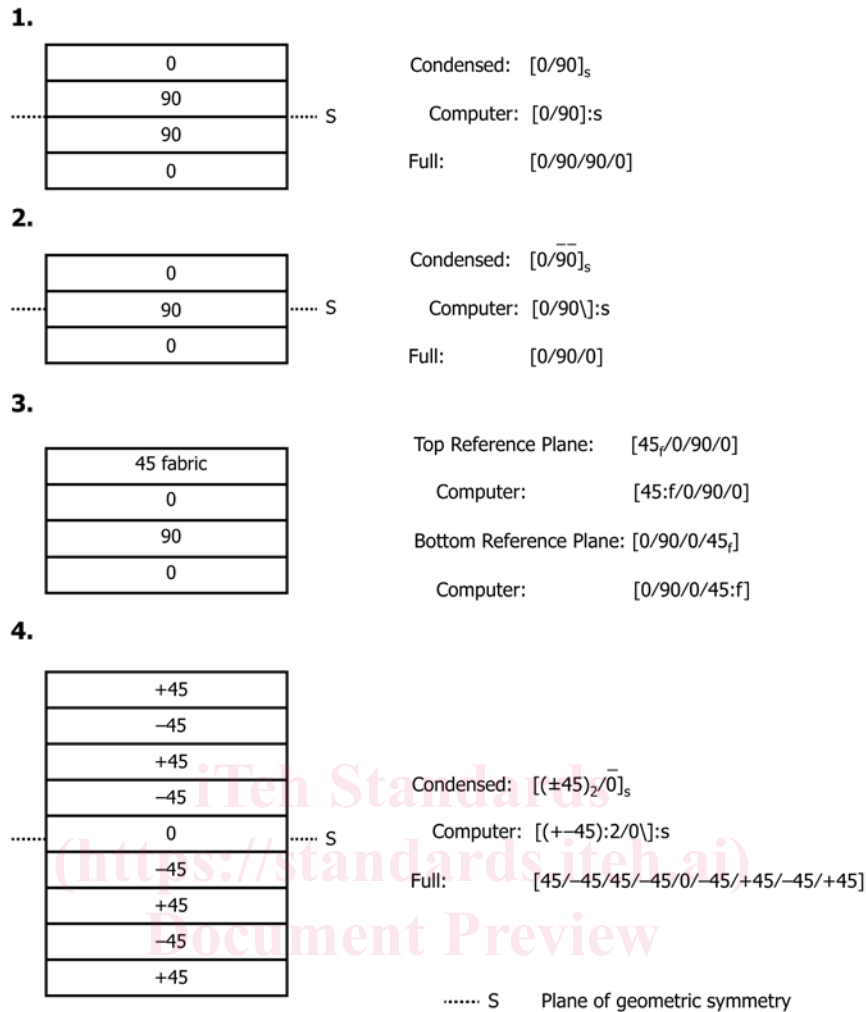 1.
0
90
90
0
S
Condensed: [0/90]ₛ
Computer: [0/90]:s
Full: [0/90/90/0]
2.
0
90
0
S
Condensed: [0/9̅0̅]ₛ
Computer: [0/90\]:s
Full: [0/90/0]
3.
45 fabric
0
90
0
Top Reference Plane: [45f/0/90/0]
Computer: [45:f/0/90/0]
Bottom Reference Plane: [0/90/0/45f]
Computer: [0/90/0/45:f]
4.
+45
–45
+45
–45
0
–45
+45
–45
+45
S
Condensed: [(±45)₂/0̅]ₛ
Computer: [(+–45):2/0\]:s
Full: [45/–45/45/–45/0/–45/+45/–45/+45]
iTeh Standards
(https://standards.iteh.ai)
Document Preview
S Plane of geometric symmetry